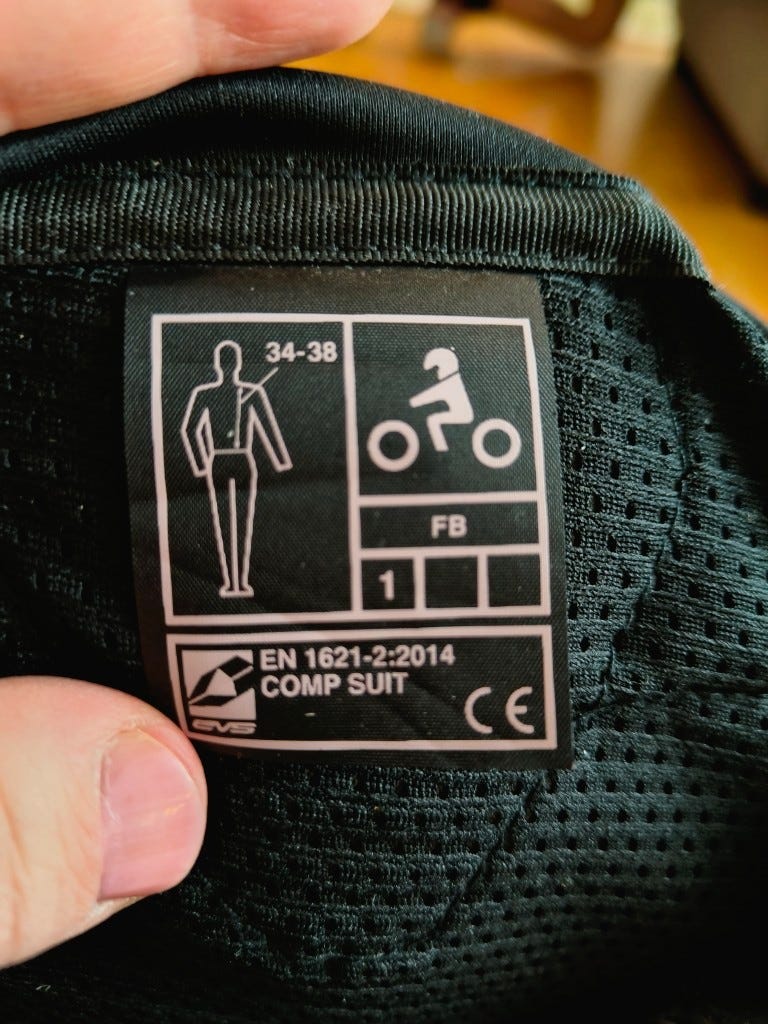 34-38
FB
1
EN 1621-2:2014
COMP SUIT
EVS
CE